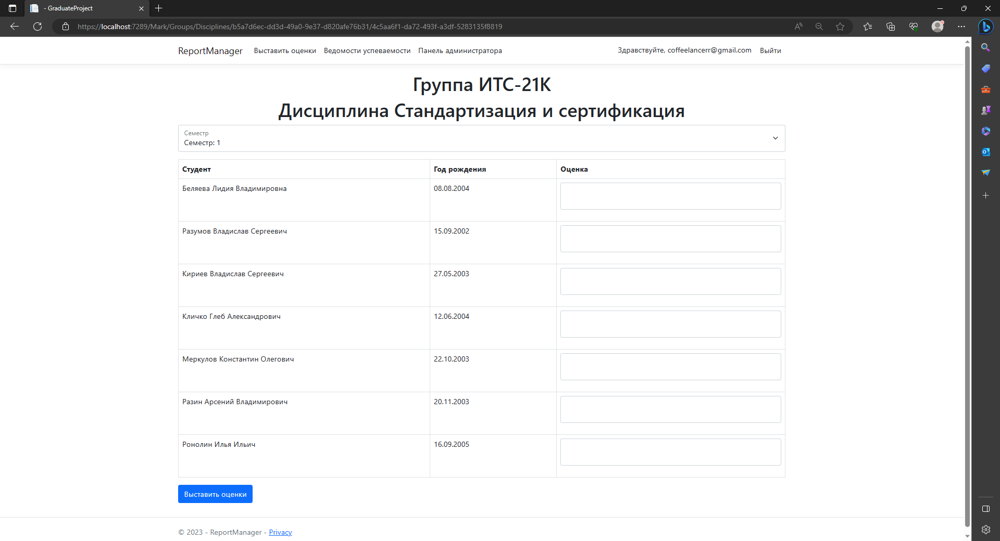 - GraduateProject
https://localhost:7289/Mark/Groups/Disciplines/b5a7d6ec-dd3d-49a0-9e37-d820afe76b31/4c5aa6f1-da72-493f-a3df-5283135f8819
ReportManager Выставить оценки Ведомости успеваемости Панель администратора Здравствуйте, coffeelancerr@gmail.com Выйти
Группа ИТС-21К
Дисциплина Стандартизация и сертификация
Семестр
Семестр: 1
Студент Год рождения Оценка
Беляева Лидия Владимировна 08.08.2004
Разумов Владислав Сергеевич 15.09.2002
Кириев Владислав Сергеевич 27.05.2003
Кличко Глеб Александрович 12.06.2004
Меркулов Константин Олегович 22.10.2003
Разин Арсений Владимирович 20.11.2003
Ронолин Илья Ильич 16.09.2005
Выставить оценки
© 2023 - ReportManager - Privacy